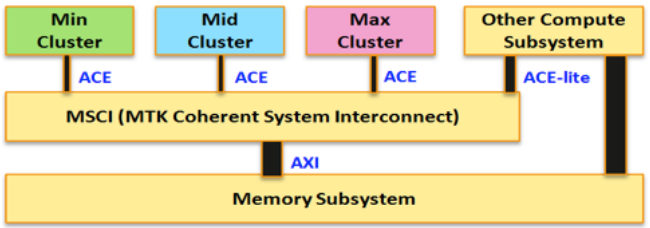 Min
Cluster
Mid
Cluster
Max
Cluster
Other Compute
Subsystem
ACE
ACE
ACE
ACE-lite
MSCI (MTK Coherent System Interconnect)
AXI
Memory Subsystem